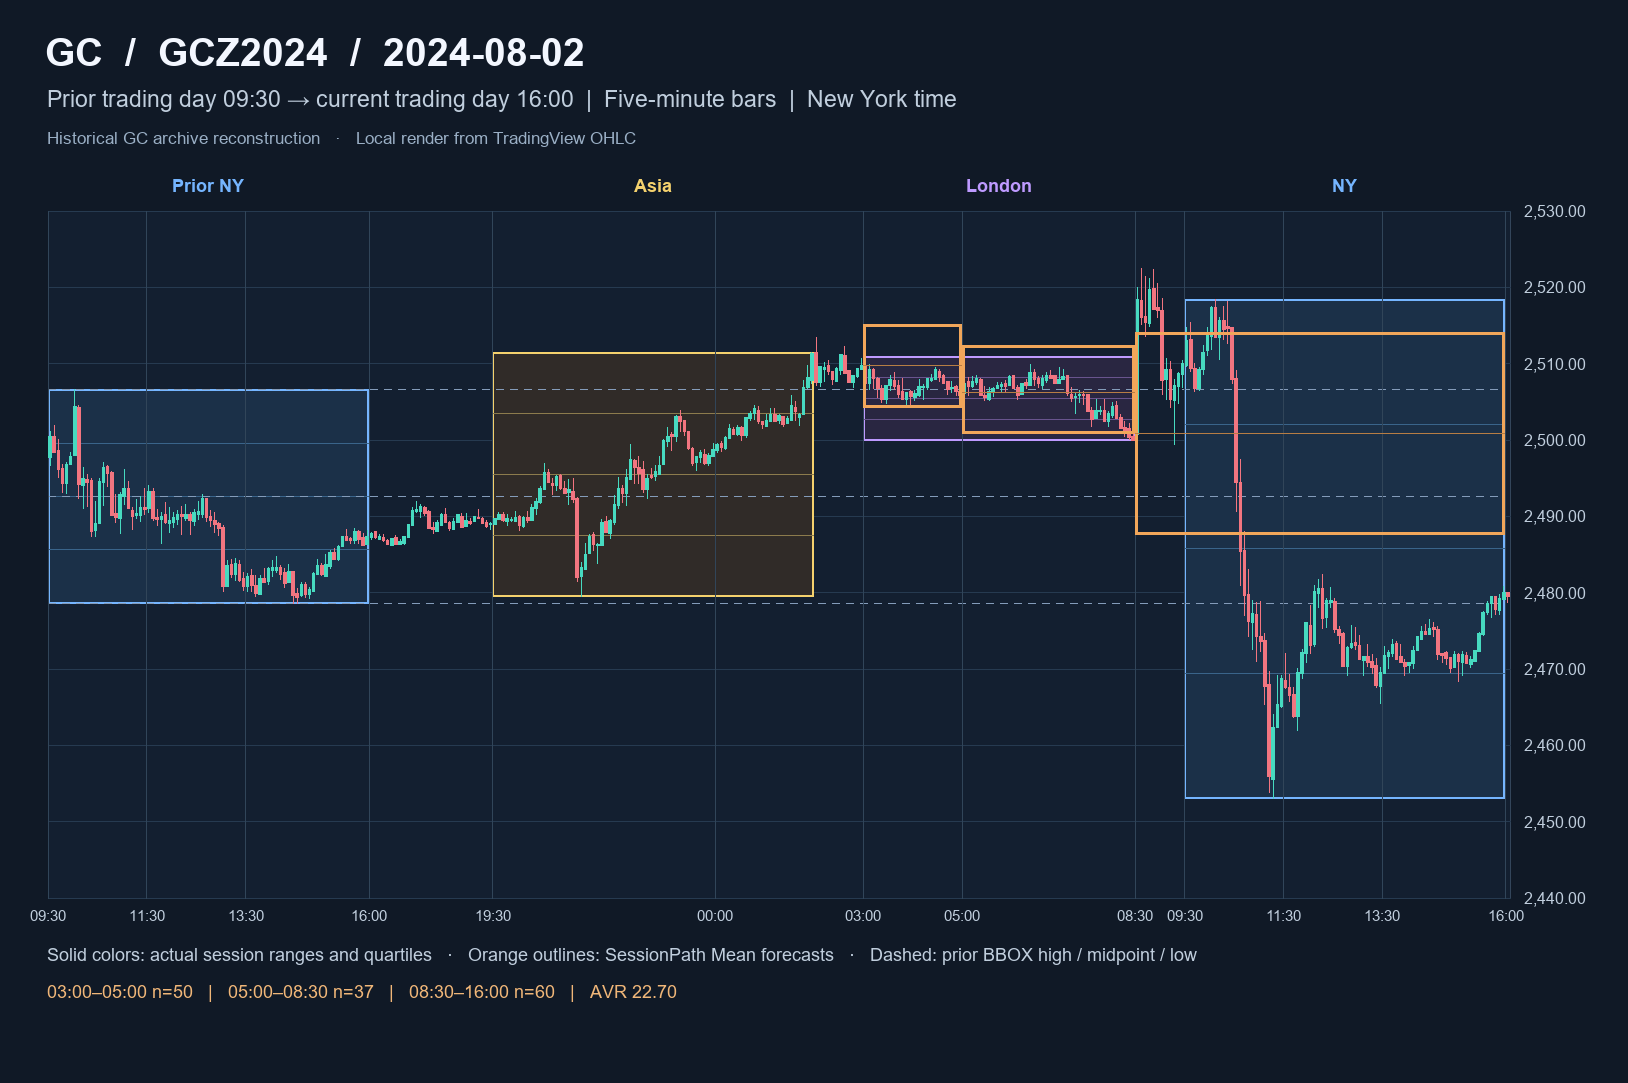 GC / GCZ2024 / 2024-08-02
Prior trading day 09:30 → current trading day 16:00 | Five-minute bars | New York time
Historical GC archive reconstruction · Local render from TradingView OHLC
Prior NY Asia London NY
2,530.00
2,520.00
2,510.00
2,500.00
2,490.00
2,480.00
2,470.00
2,460.00
2,450.00
2,440.00
09:30 11:30 13:30 16:00 19:30 00:00 03:00 05:00 08:30 09:30 11:30 13:30 16:00
Solid colors: actual session ranges and quartiles · Orange outlines: SessionPath Mean forecasts · Dashed: prior BBOX high / midpoint / low
03:00–05:00 n=50 | 05:00–08:30 n=37 | 08:30–16:00 n=60 | AVR 22.70